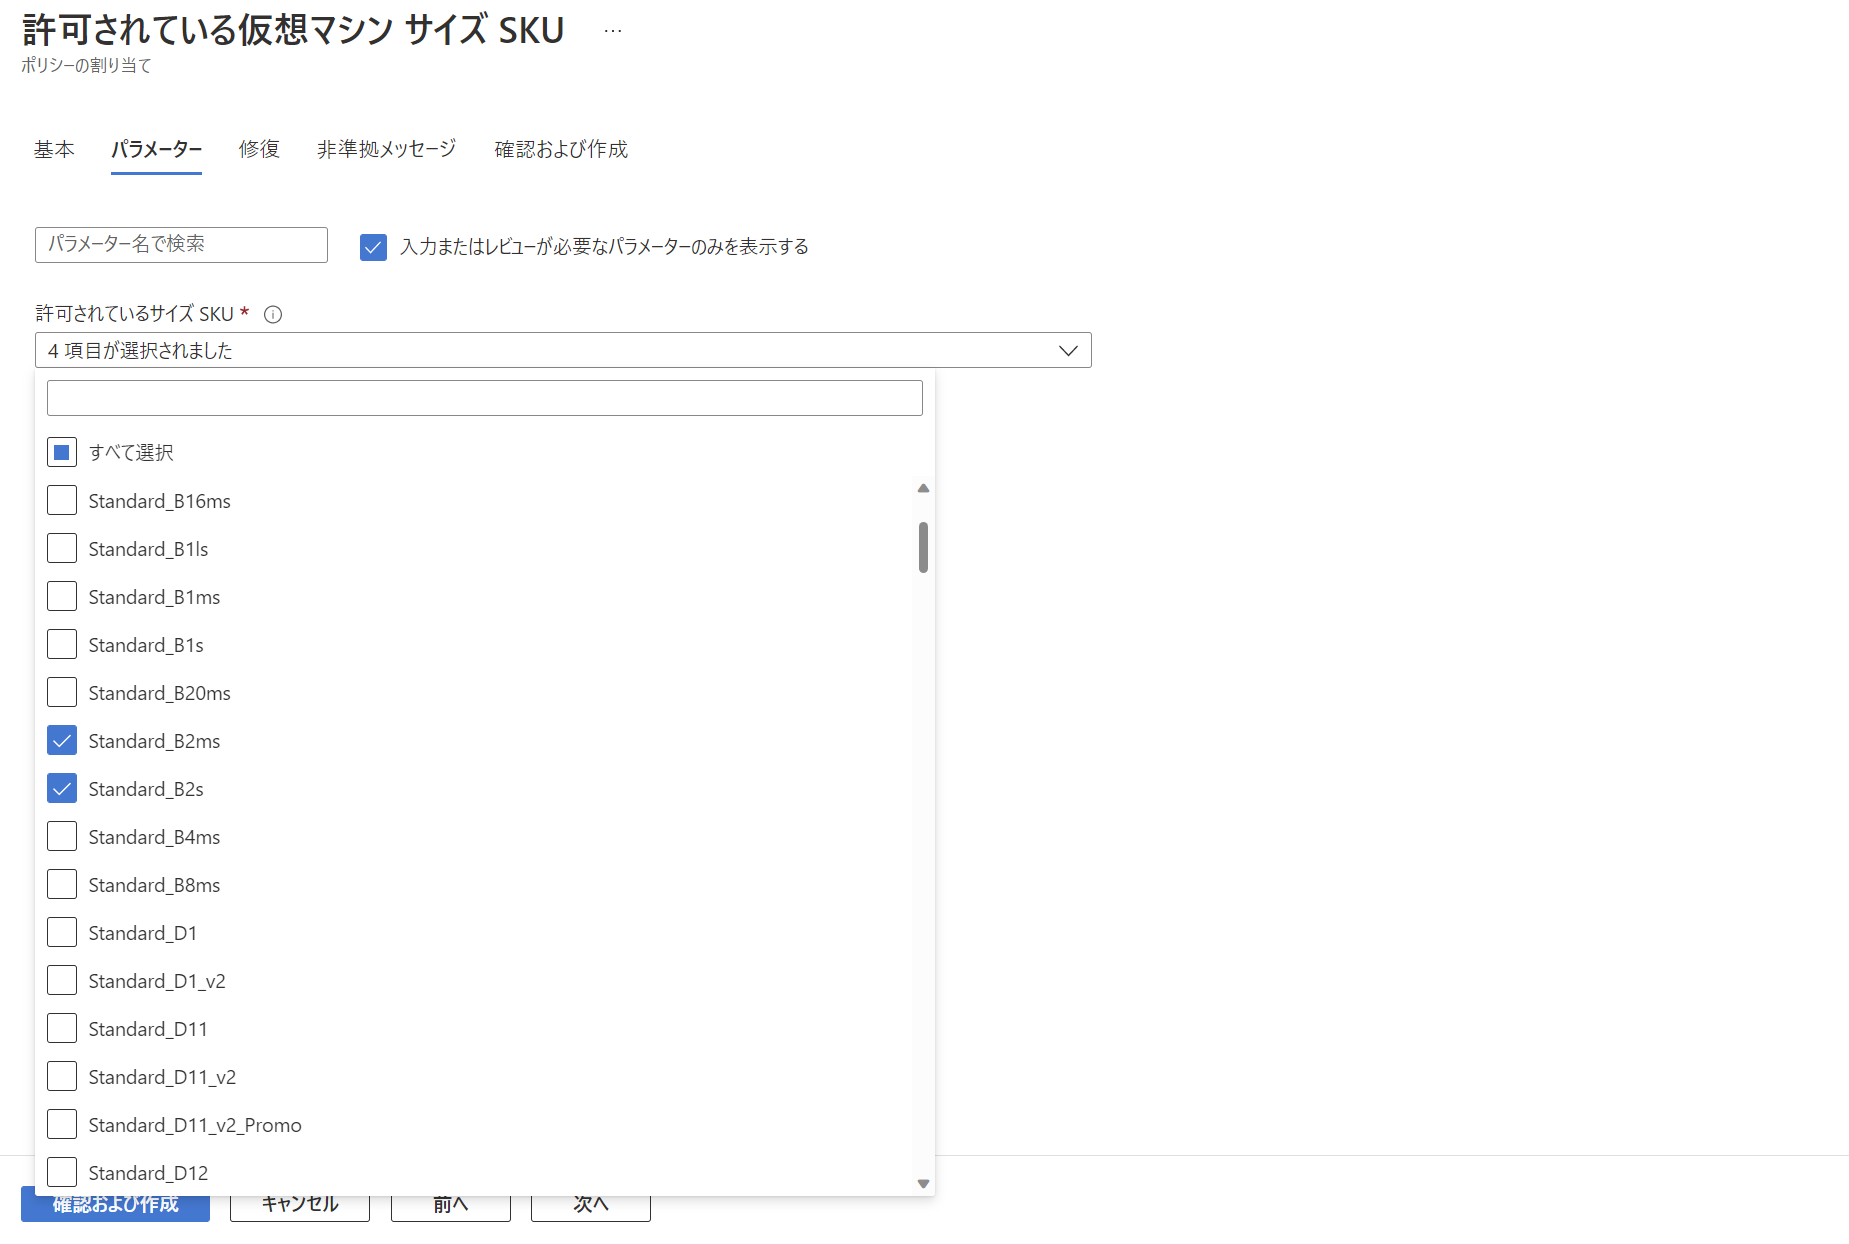 許可されている仮想マシン サイズ SKU ...
ポリシーの割り当て
基本 パラメーター 修復 非準拠メッセージ 確認および作成
パラメーター名で検索 入力またはレビューが必要なパラメーターのみを表示する
許可されているサイズ SKU *
4 項目が選択されました
すべて選択
Standard_B16ms
Standard_B1ls
Standard_B1ms
Standard_B1s
Standard_B20ms
Standard_B2ms
Standard_B2s
Standard_B4ms
Standard_B8ms
Standard_D1
Standard_D1_v2
Standard_D11
Standard_D11_v2
Standard_D11_v2_Promo
Standard_D12
確認および作成 キャンセル 前へ 次へ